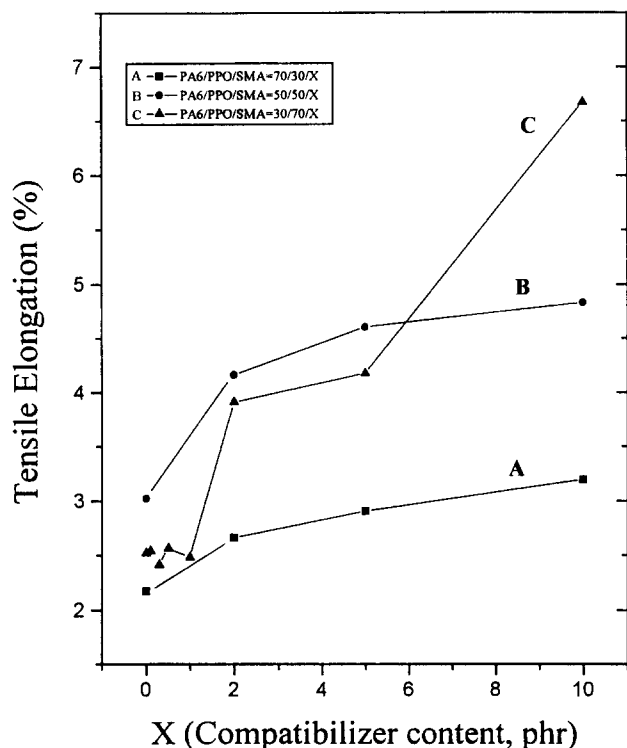 7
6
5
4
3
2
Tensile Elongation (%)
A PA6/PPO/SMA=70/30/X
B PA6/PPO/SMA=50/50/X
C PA6/PPO/SMA=30/70/X
C
B
A
0 2 4 6 8 10
X (Compatibilizer content, phr)